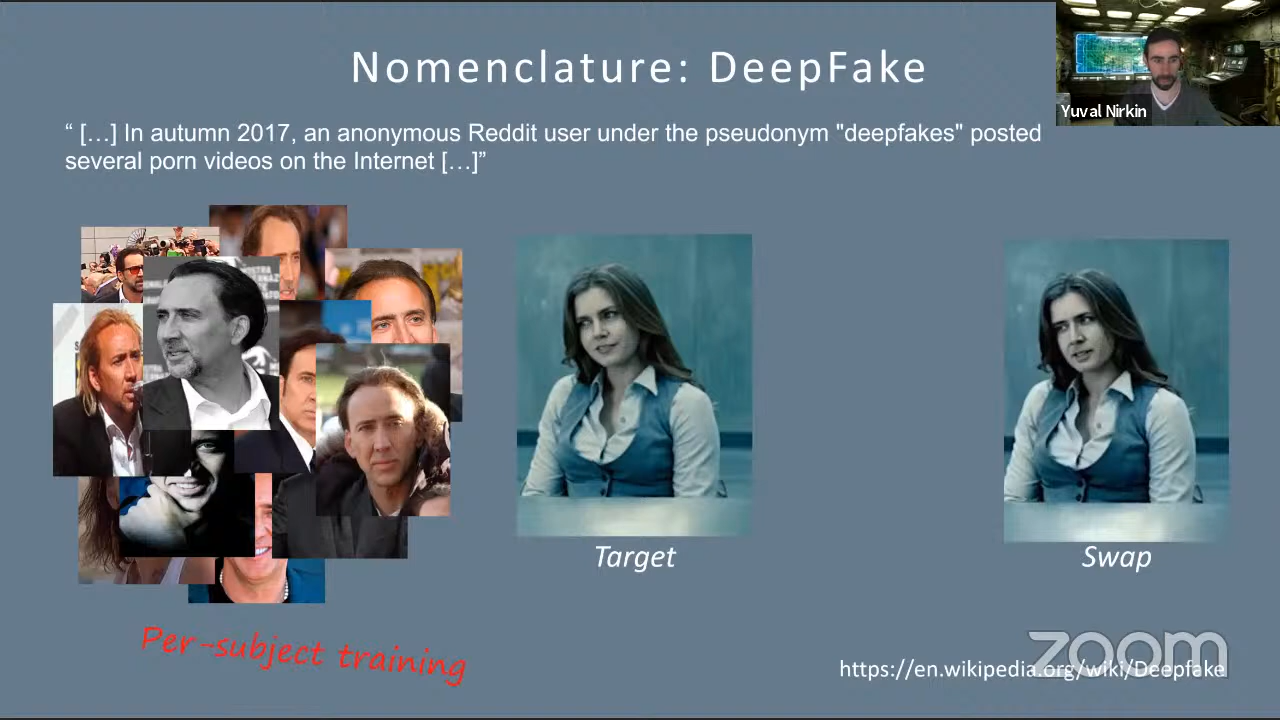 Nomenclature: DeepFake
Yuval Nirkin
“ […] In autumn 2017, an anonymous Reddit user under the pseudonym "deepfakes" posted
several porn videos on the Internet […]”
Target
Swap
Per-subject training
zoom
https://en.wikipedia.org/wiki/Deepfake